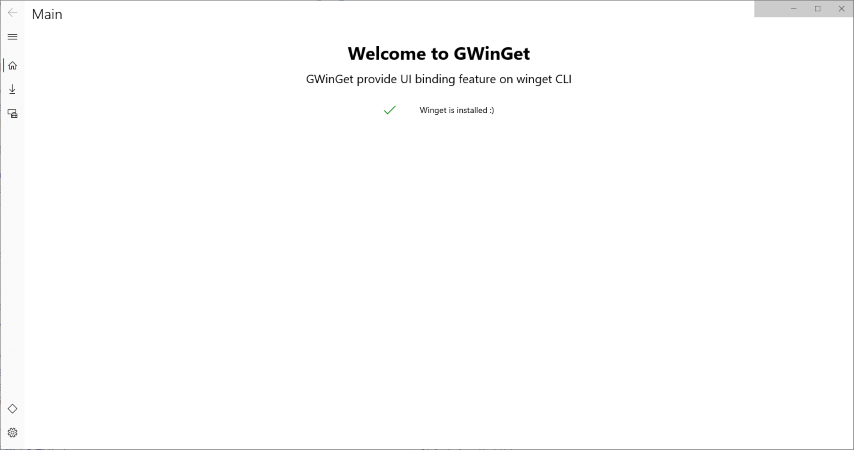 Main
Welcome to GWinGet
GWinGet provide UI binding feature on winget CLI
Winget is installed :)